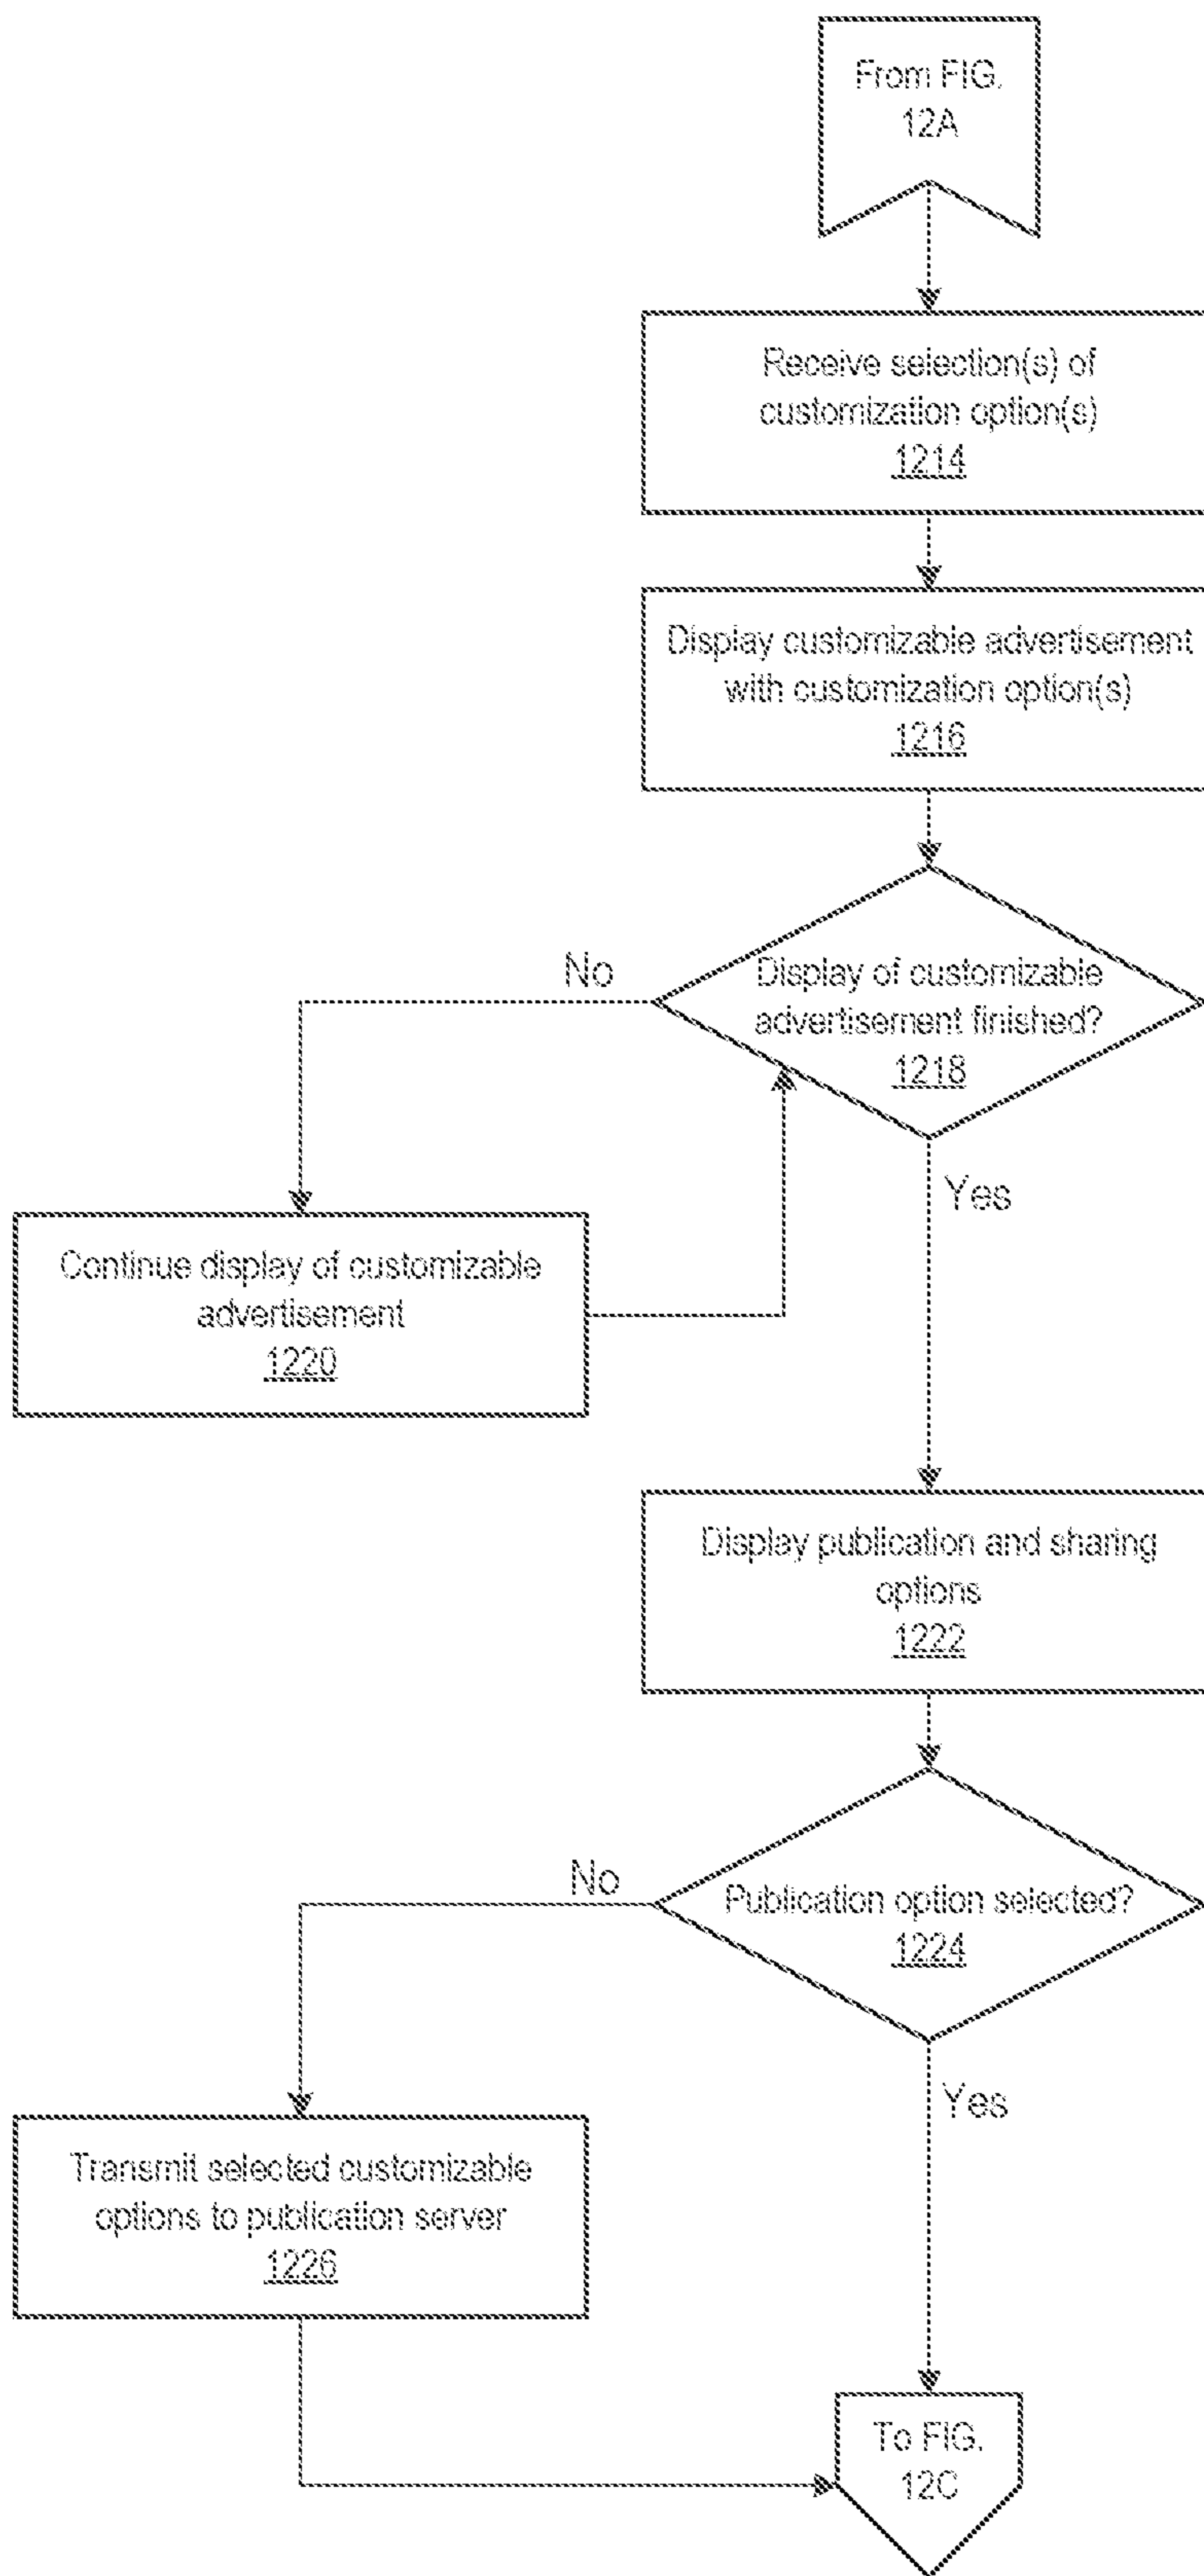 From FIG.
12A
Receive selection(s) of
customization option(s)
1214
Display customizable advertisement
with customization option(s)
1216
No
Display of customizable
advertisement finished?
1218
Yes
Continue display of customizable
advertisement
1220
Display publication and sharing
options
1222
No
Publication option selected?
1224
Yes
Transmit selected customizable
options to publication server
1226
To FIG.
12C